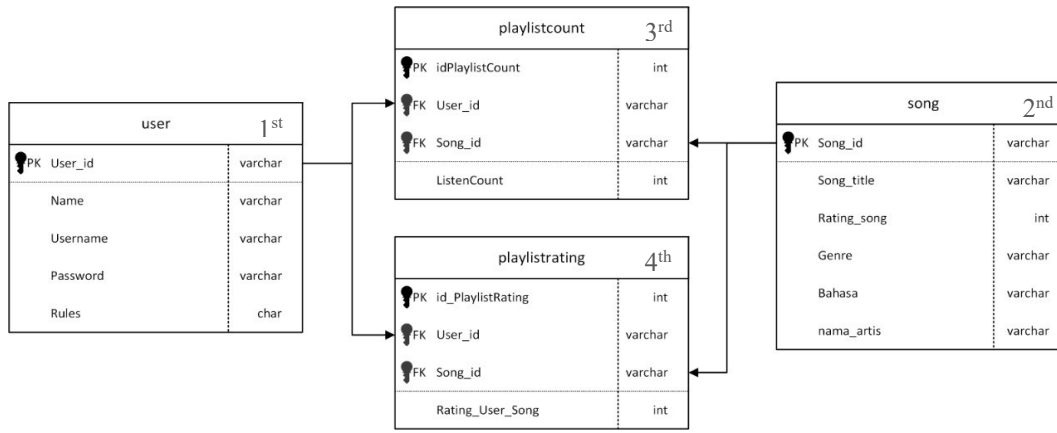 user 1st
PK User_id varchar
Name varchar
Username varchar
Password varchar
Rules char
playlistcount 3rd
PK idPlaylistCount int
FK User_id varchar
FK Song_id varchar
ListenCount int
playlistrating 4th
PK id_PlaylistRating int
FK User_id varchar
FK Song_id varchar
Rating_User_Song int
song 2nd
PK Song_id varchar
Song_title varchar
Rating_song int
Genre varchar
Bahasa varchar
nama_artis varchar